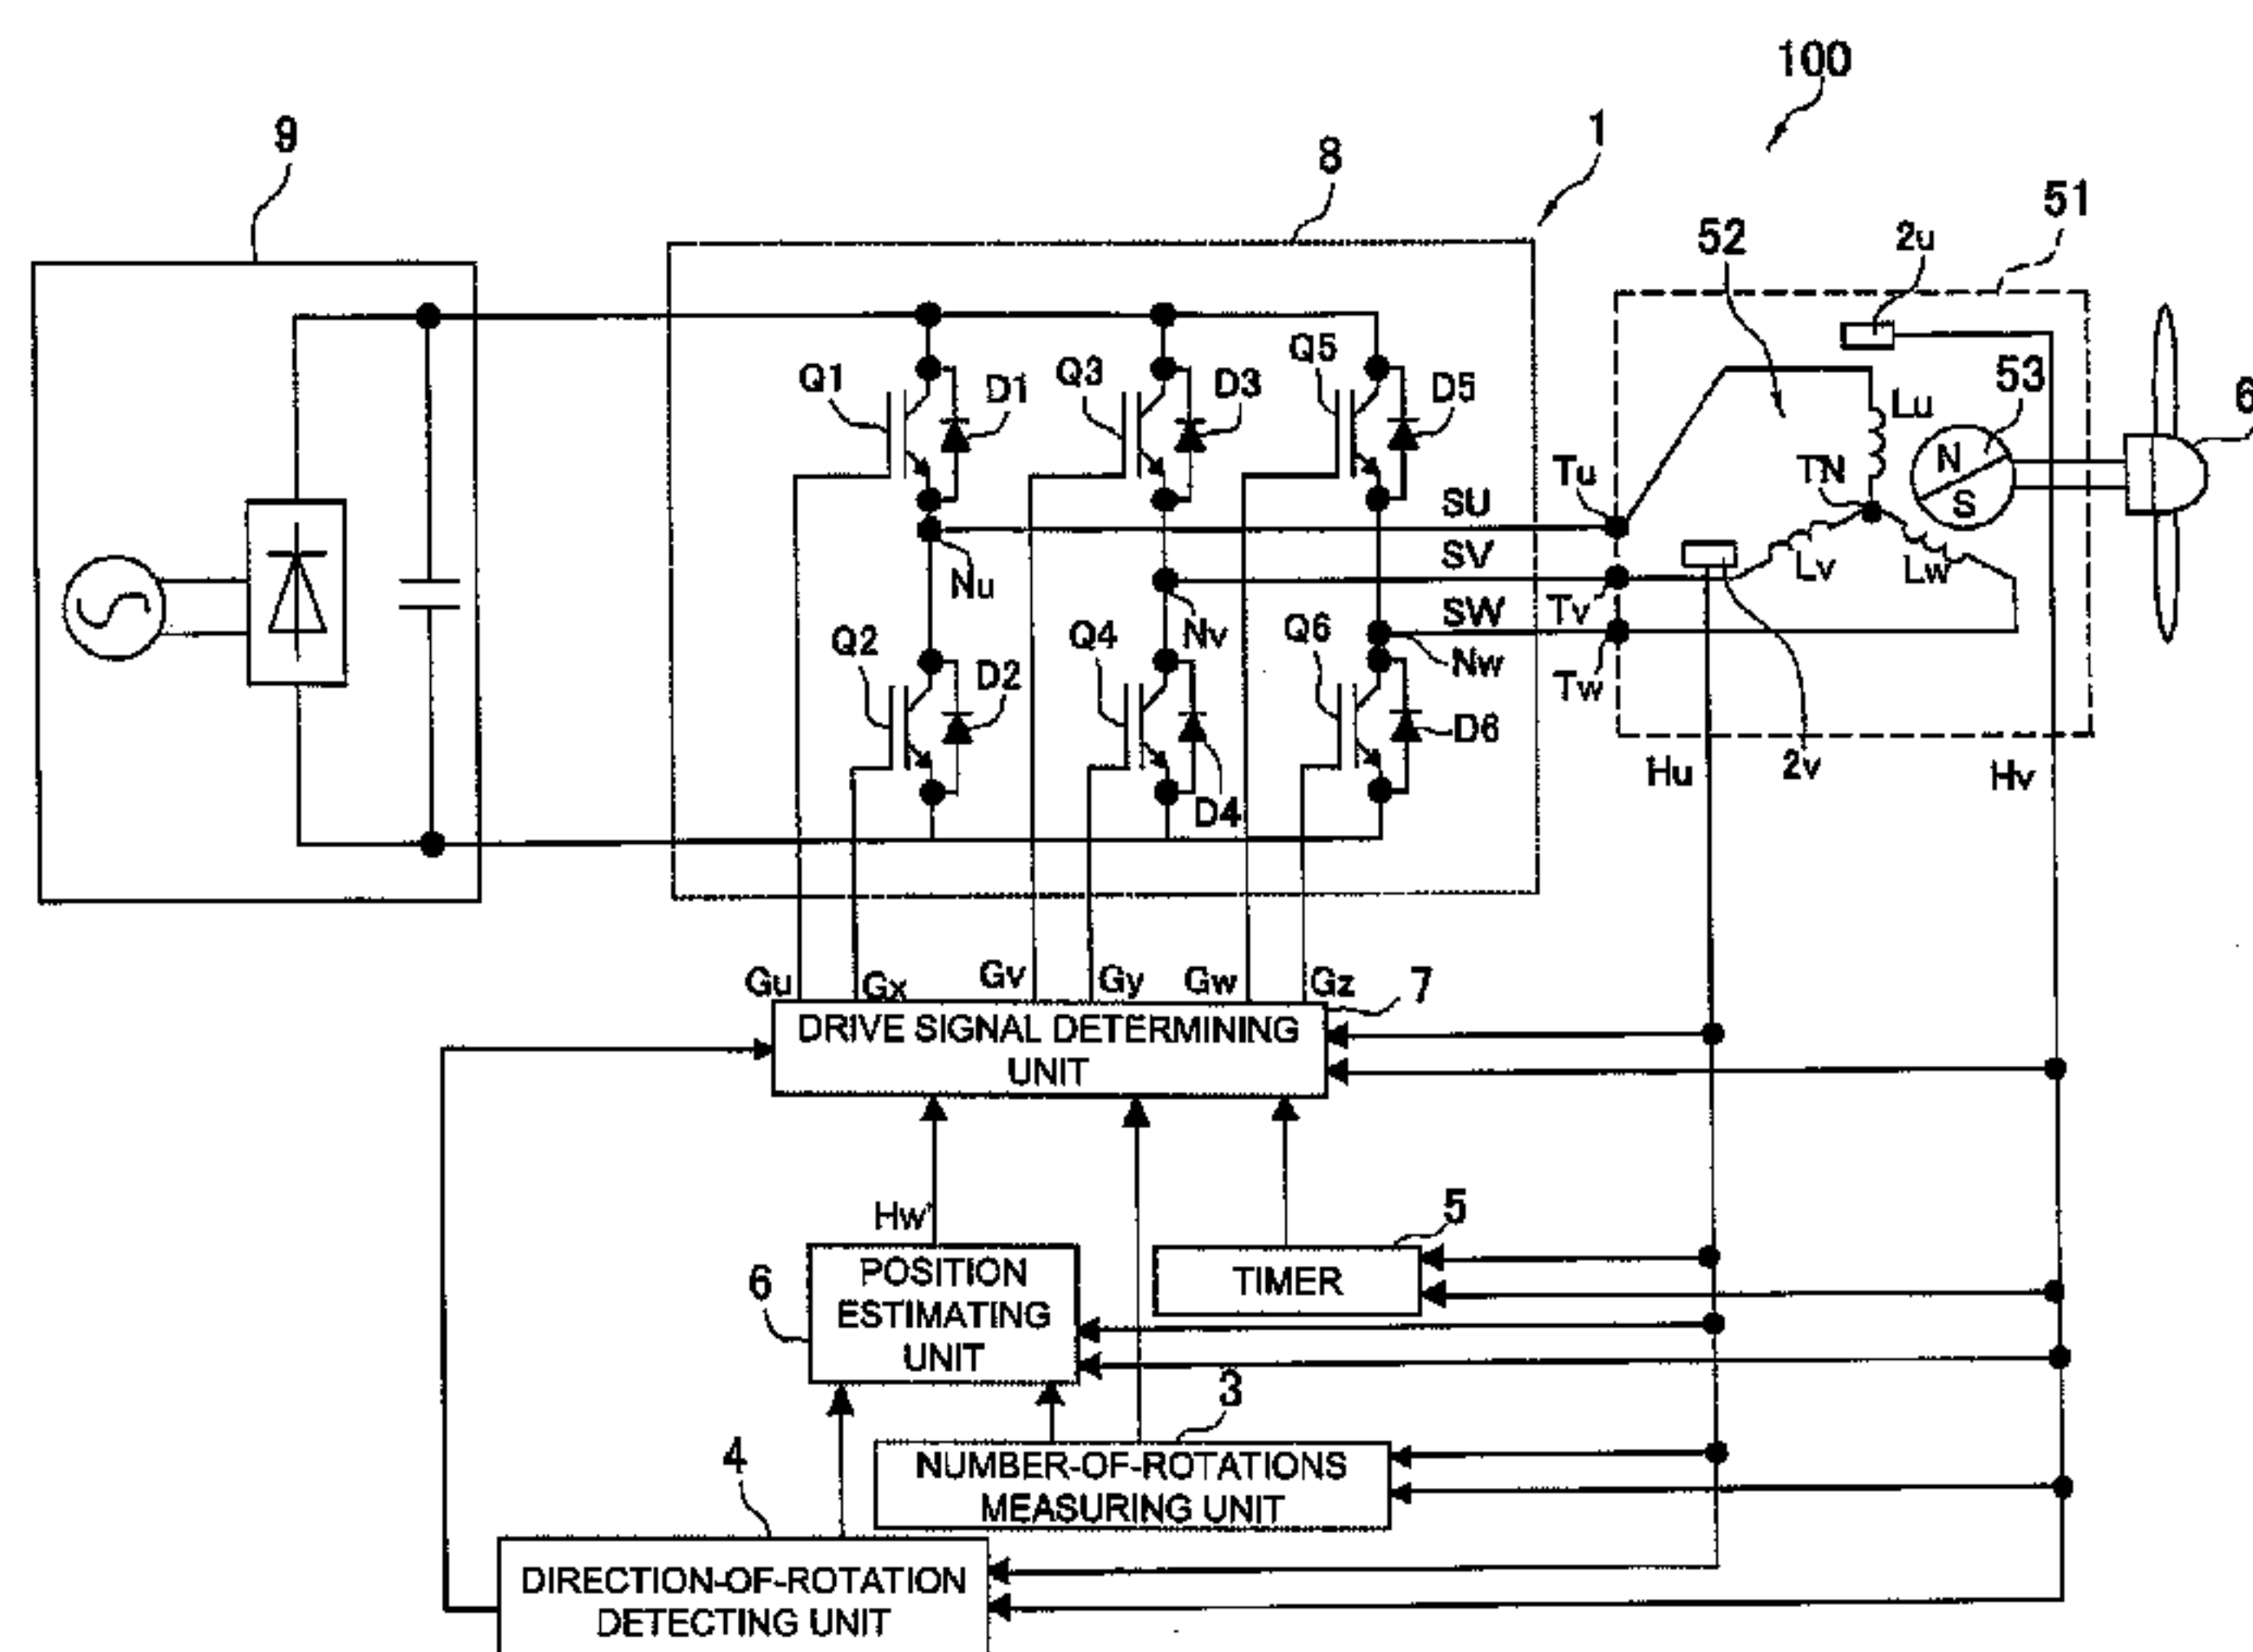 100
9
8
1
51
52
2u
Q1
D1
Q3
D3
Q5
D5
53
Lu
N
S
TN
Tu
SU
SV
SW
Nu
Nv
Nw
Tv
Tw
Lv
Lw
6
Q2
D2
Q4
D4
Q6
D6
Hu
2v
Hv
Gu
Gx
Gv
Gy
Gw
Gz
7
DRIVE SIGNAL DETERMINING
UNIT
Hw'
5
TIMER
6
POSITION
ESTIMATING
UNIT
3
NUMBER-OF-ROTATIONS
MEASURING UNIT
4
DIRECTION-OF-ROTATION
DETECTING UNIT